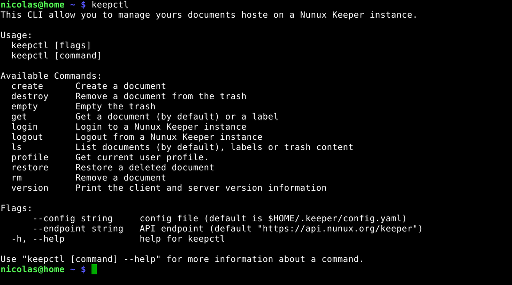 nicolas@home ~ $ keepctl
This CLI allow you to manage yours documents hoste on a Nunux Keeper instance.

Usage:
  keepctl [flags]
  keepctl [command]

Available Commands:
  create      Create a document
  destroy     Remove a document from the trash
  empty       Empty the trash
  get         Get a document (by default) or a label
  login       Login to a Nunux Keeper instance
  logout      Logout from a Nunux Keeper instance
  ls          List documents (by default), labels or trash content
  profile     Get current user profile.
  restore     Restore a deleted document
  rm          Remove a document
  version     Print the client and server version information

Flags:
      --config string     config file (default is $HOME/.keeper/config.yaml)
      --endpoint string   API endpoint (default "https://api.nunux.org/keeper")
  -h, --help              help for keepctl

Use "keepctl [command] --help" for more information about a command.
nicolas@home ~ $